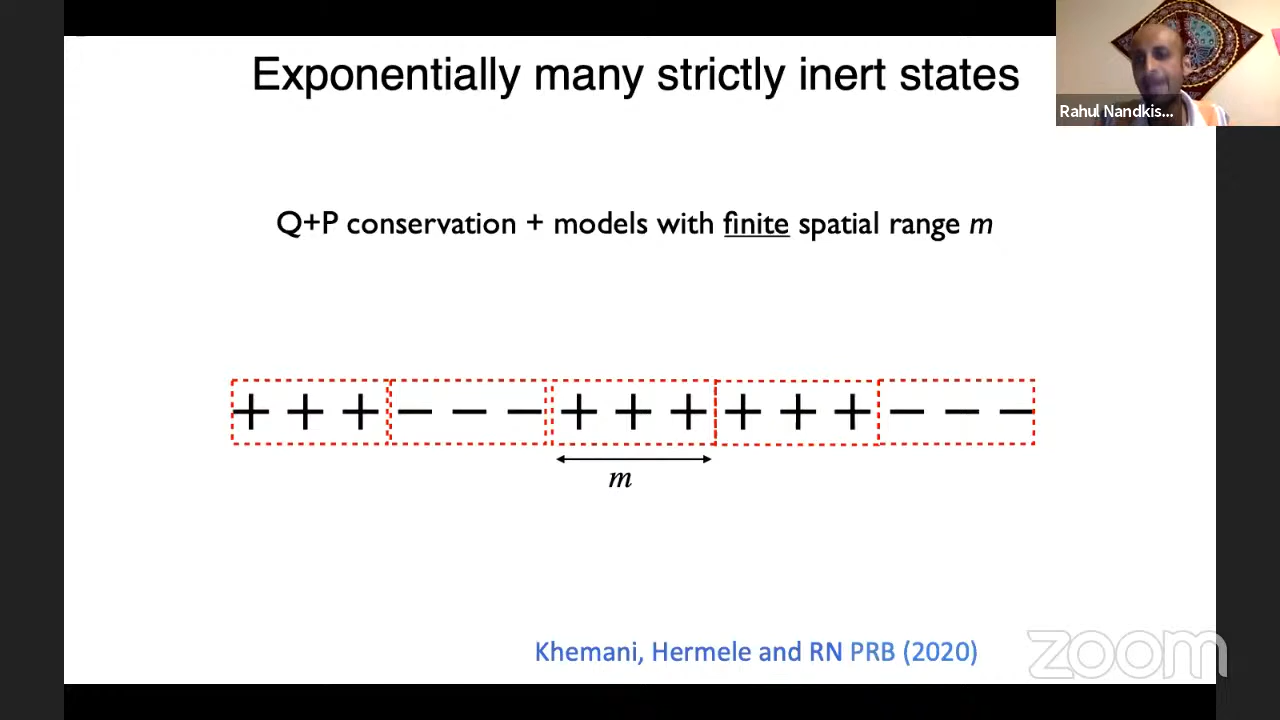 Exponentially many strictly inert states
Rahul Nandkis...
Q+P conservation + models with finite spatial range m
+ + + − − − + + + + + + − − −
m
Khemani, Hermele and RN PRB (2020)
zoom